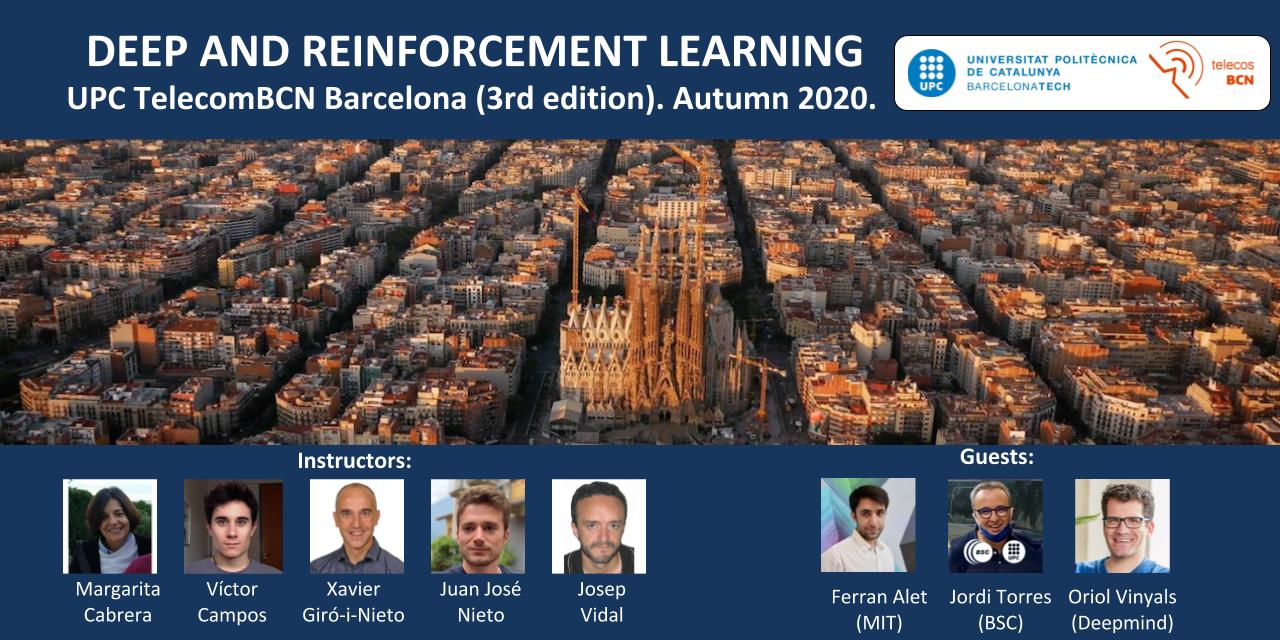 DEEP AND REINFORCEMENT LEARNING
UPC TelecomBCN Barcelona (3rd edition). Autumn 2020.
UPC
UNIVERSITAT POLITÈCNICA
DE CATALUNYA
BARCELONATECH
telecos
BCN
Instructors:
Margarita
Cabrera
Víctor
Campos
Xavier
Giró-i-Nieto
Juan José
Nieto
Josep
Vidal
Guests:
BSC
UPC
Ferran Alet
(MIT)
Jordi Torres
(BSC)
Oriol Vinyals
(Deepmind)